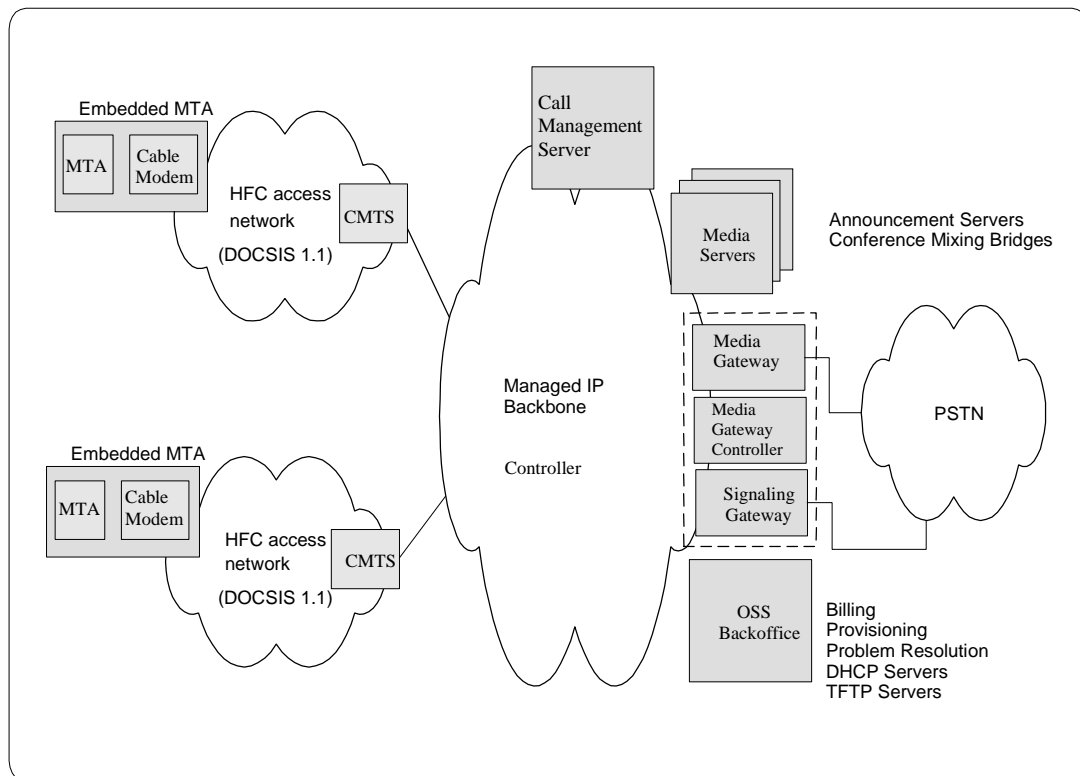 Embedded MTA
MTA
Cable
Modem
HFC access
network
(DOCSIS 1.1)
CMTS
Call
Management
Server
Media
Servers
Announcement Servers
Conference Mixing Bridges
Managed IP
Backbone
Controller
Media
Gateway
Media
Gateway
Controller
Signaling
Gateway
PSTN
Embedded MTA
MTA
Cable
Modem
HFC access
network
(DOCSIS 1.1)
CMTS
OSS
Backoffice
Billing
Provisioning
Problem Resolution
DHCP Servers
TFTP Servers